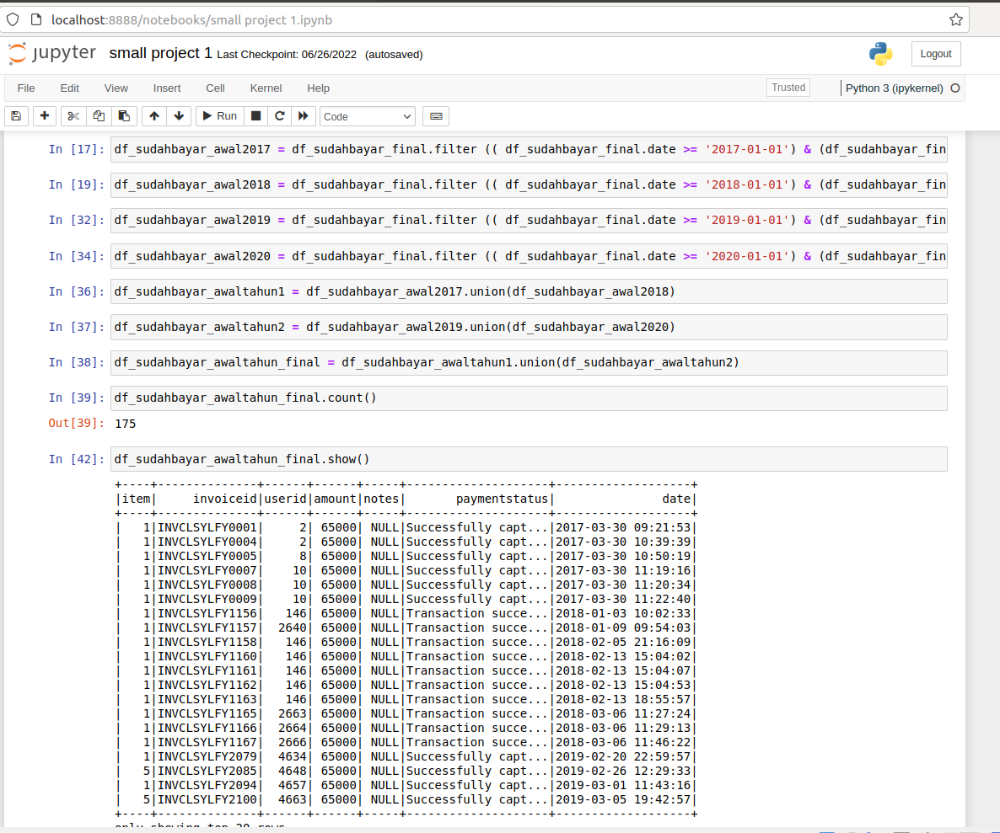 localhost:8888/notebooks/small project 1.ipynb
jupyter small project 1 Last Checkpoint: 06/26/2022 (autosaved)
Logout
File Edit View Insert Cell Kernel Help
Trusted
Python 3 (ipykernel)
Run
Code
In [17]: df_sudahbayar_awal2017 = df_sudahbayar_final.filter (( df_sudahbayar_final.date >= '2017-01-01') & (df_sudahbayar_fin
In [19]: df_sudahbayar_awal2018 = df_sudahbayar_final.filter (( df_sudahbayar_final.date >= '2018-01-01') & (df_sudahbayar_fin
In [32]: df_sudahbayar_awal2019 = df_sudahbayar_final.filter (( df_sudahbayar_final.date >= '2019-01-01') & (df_sudahbayar_fin
In [34]: df_sudahbayar_awal2020 = df_sudahbayar_final.filter (( df_sudahbayar_final.date >= '2020-01-01') & (df_sudahbayar_fin
In [36]: df_sudahbayar_awaltahun1 = df_sudahbayar_awal2017.union(df_sudahbayar_awal2018)
In [37]: df_sudahbayar_awaltahun2 = df_sudahbayar_awal2019.union(df_sudahbayar_awal2020)
In [38]: df_sudahbayar_awaltahun_final = df_sudahbayar_awaltahun1.union(df_sudahbayar_awaltahun2)
In [39]: df_sudahbayar_awaltahun_final.count()
Out[39]: 175
In [42]: df_sudahbayar_awaltahun_final.show()
+----+--------------+------+------+-----+--------------------+-------------------+
|item|     invoiceid|userid|amount|notes|       paymentstatus|               date|
+----+--------------+------+------+-----+--------------------+-------------------+
|   1|INVCLSYLFY0001|     2| 65000| NULL|Successfully capt...|2017-03-30 09:21:53|
|   1|INVCLSYLFY0004|     2| 65000| NULL|Successfully capt...|2017-03-30 10:39:39|
|   1|INVCLSYLFY0005|     8| 65000| NULL|Successfully capt...|2017-03-30 10:50:19|
|   1|INVCLSYLFY0007|    10| 65000| NULL|Successfully capt...|2017-03-30 11:19:16|
|   1|INVCLSYLFY0008|    10| 65000| NULL|Successfully capt...|2017-03-30 11:20:34|
|   1|INVCLSYLFY0009|    10| 65000| NULL|Successfully capt...|2017-03-30 11:22:40|
|   1|INVCLSYLFY1156|   146| 65000| NULL|Transaction succe...|2018-01-03 10:02:33|
|   1|INVCLSYLFY1157|  2640| 65000| NULL|Transaction succe...|2018-01-09 09:54:03|
|   1|INVCLSYLFY1158|   146| 65000| NULL|Transaction succe...|2018-02-05 21:16:09|
|   1|INVCLSYLFY1160|   146| 65000| NULL|Transaction succe...|2018-02-13 15:04:02|
|   1|INVCLSYLFY1161|   146| 65000| NULL|Transaction succe...|2018-02-13 15:04:07|
|   1|INVCLSYLFY1162|   146| 65000| NULL|Transaction succe...|2018-02-13 15:04:53|
|   1|INVCLSYLFY1163|   146| 65000| NULL|Transaction succe...|2018-02-13 18:55:57|
|   1|INVCLSYLFY1165|  2663| 65000| NULL|Transaction succe...|2018-03-06 11:27:24|
|   1|INVCLSYLFY1166|  2664| 65000| NULL|Transaction succe...|2018-03-06 11:29:13|
|   1|INVCLSYLFY1167|  2666| 65000| NULL|Transaction succe...|2018-03-06 11:46:22|
|   1|INVCLSYLFY2079|  4634| 65000| NULL|Successfully capt...|2019-02-20 22:59:57|
|   5|INVCLSYLFY2085|  4648| 65000| NULL|Successfully capt...|2019-02-26 12:29:33|
|   1|INVCLSYLFY2094|  4657| 65000| NULL|Successfully capt...|2019-03-01 11:43:16|
|   5|INVCLSYLFY2100|  4663| 65000| NULL|Successfully capt...|2019-03-05 19:42:57|
+----+--------------+------+------+-----+--------------------+-------------------+
only showing top 20 rows